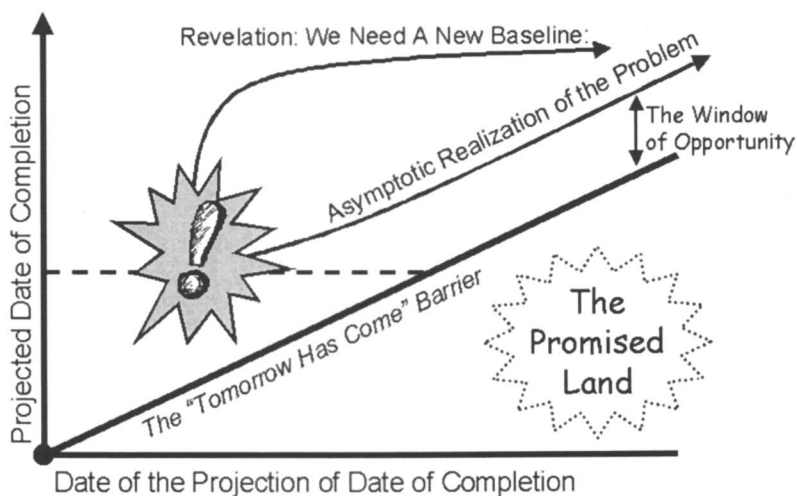 Revelation: We Need A New Baseline:
Asymptotic Realization of the Problem
The Window
of Opportunity
!
The "Tomorrow Has Come" Barrier
The
Promised
Land
Projected Date of Completion
Date of the Projection of Date of Completion